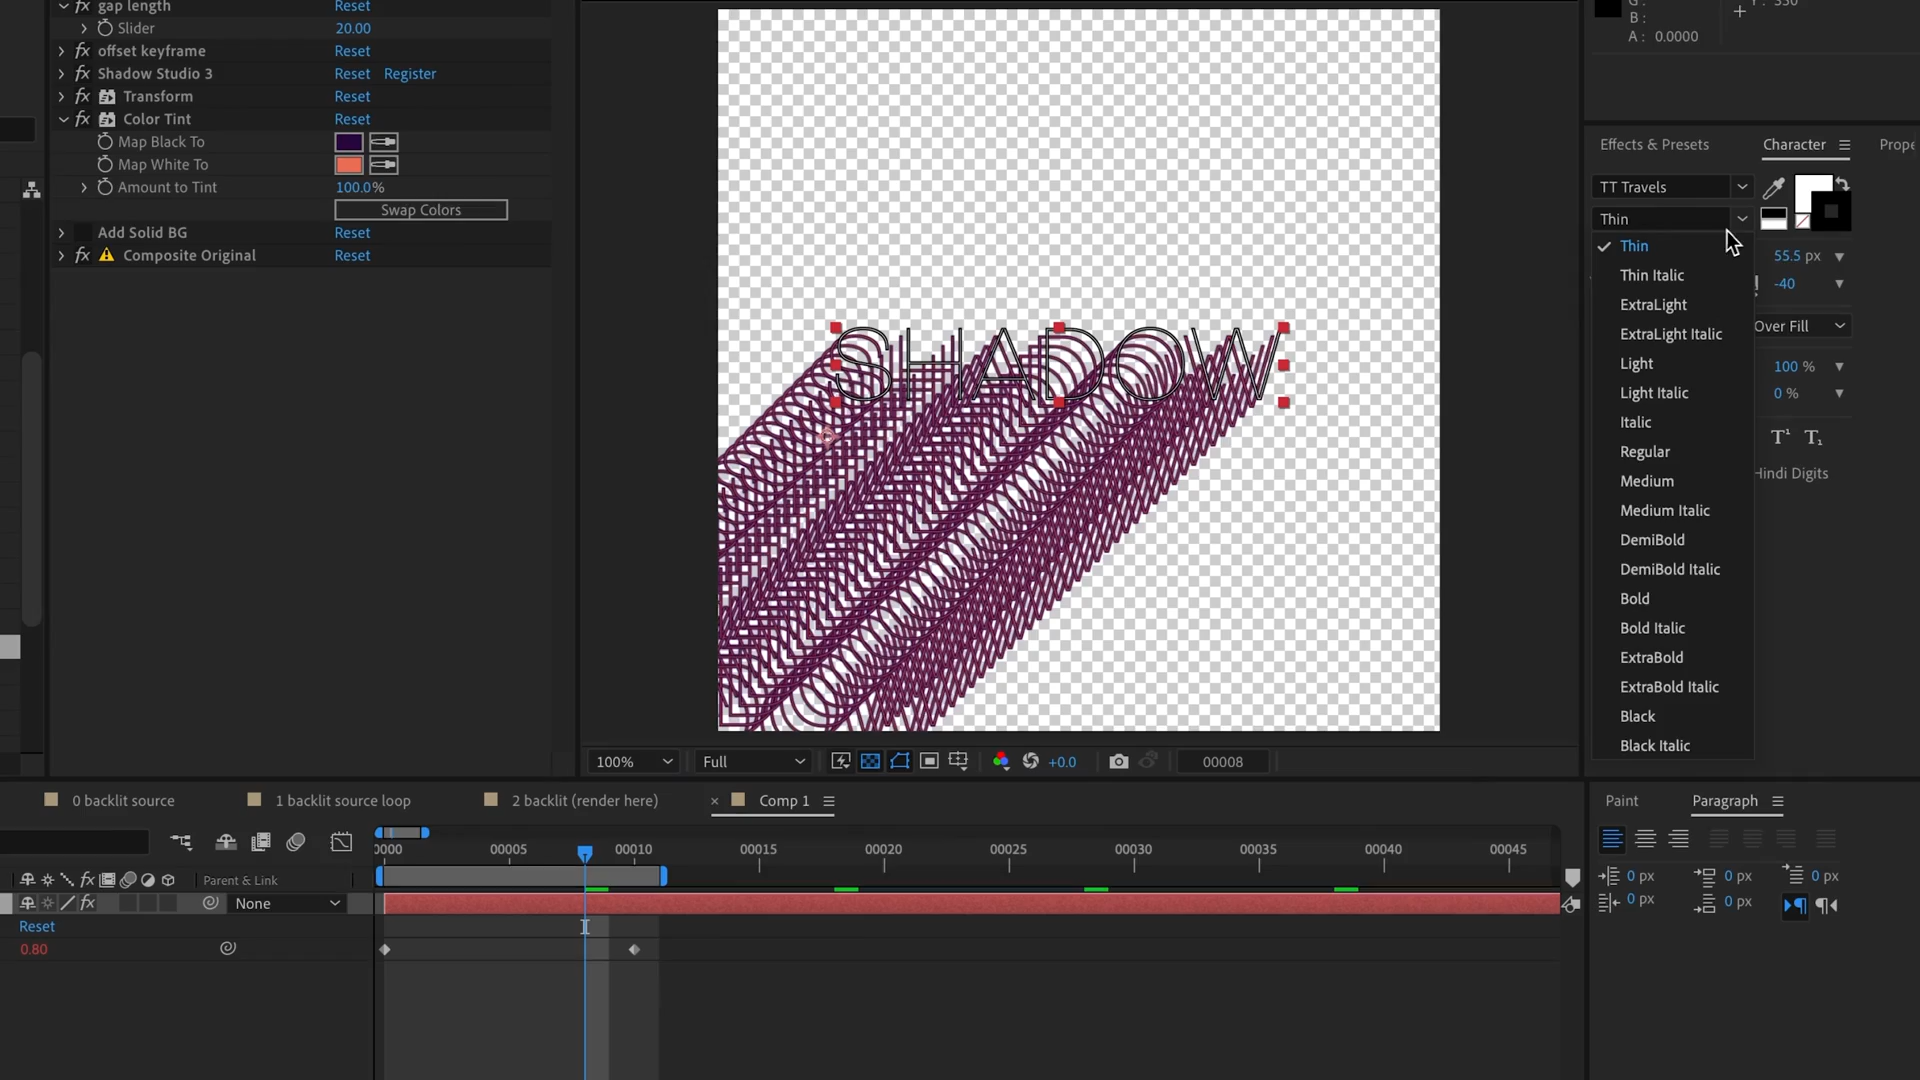 gap length Reset
Slider 20.00
offset keyframe Reset
Shadow Studio 3 Reset Register
Transform Reset
Color Tint Reset
Map Black To
Map White To
Amount to Tint 100.0%
Swap Colors
Add Solid BG Reset
Composite Original Reset
SHADOW
100% Full +0.0 00008
B:
A: 0.0000
Effects & Presets Character
TT Travels
Thin
Thin
Thin Italic
ExtraLight
ExtraLight Italic
Light
Light Italic
Italic
Regular
Medium
Medium Italic
DemiBold
DemiBold Italic
Bold
Bold Italic
ExtraBold
ExtraBold Italic
Black
Black Italic
55.5 px
-40
Over Fill
100 %
0 %
T¹ T₁
Hindi Digits
0 backlit source 1 backlit source loop 2 backlit (render here) × Comp 1
0000 00005 00010 00015 00020 00025 00030 00035 00040 00045
fx Parent & Link
fx None
Reset
0.80
Paint Paragraph
0 px 0 px 0 px
0 px 0 px